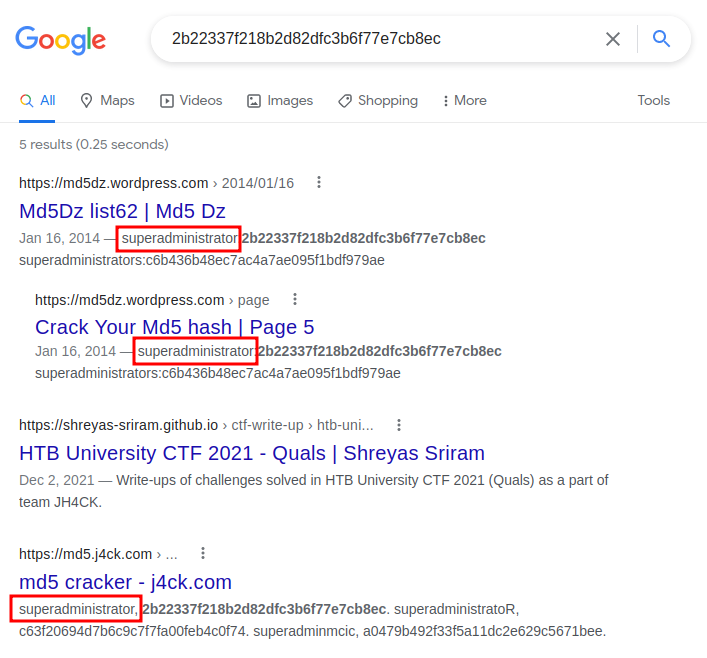 Google
2b22337f218b2d82dfc3b6f77e7cb8ec
All Maps Videos Images Shopping More Tools
5 results (0.25 seconds)
https://md5dz.wordpress.com › 2014/01/16
Md5Dz list62 | Md5 Dz
Jan 16, 2014 — superadministrator:2b22337f218b2d82dfc3b6f77e7cb8ec
superadministrators:c6b436b48ec7ac4a7ae095f1bdf979ae
https://md5dz.wordpress.com › page
Crack Your Md5 hash | Page 5
Jan 16, 2014 — superadministrator:2b22337f218b2d82dfc3b6f77e7cb8ec
superadministrators:c6b436b48ec7ac4a7ae095f1bdf979ae
https://shreyas-sriram.github.io › ctf-write-up › htb-uni...
HTB University CTF 2021 - Quals | Shreyas Sriram
Dec 2, 2021 — Write-ups of challenges solved in HTB University CTF 2021 (Quals) as a part of
team JH4CK.
https://md5.j4ck.com › ...
md5 cracker - j4ck.com
superadministrator, 2b22337f218b2d82dfc3b6f77e7cb8ec. superadministratoR,
c63f20694d7b6c9c7f7fa00feb4c0f74. superadminmcic, a0479b492f33f5a11dc2e629c5671bee.